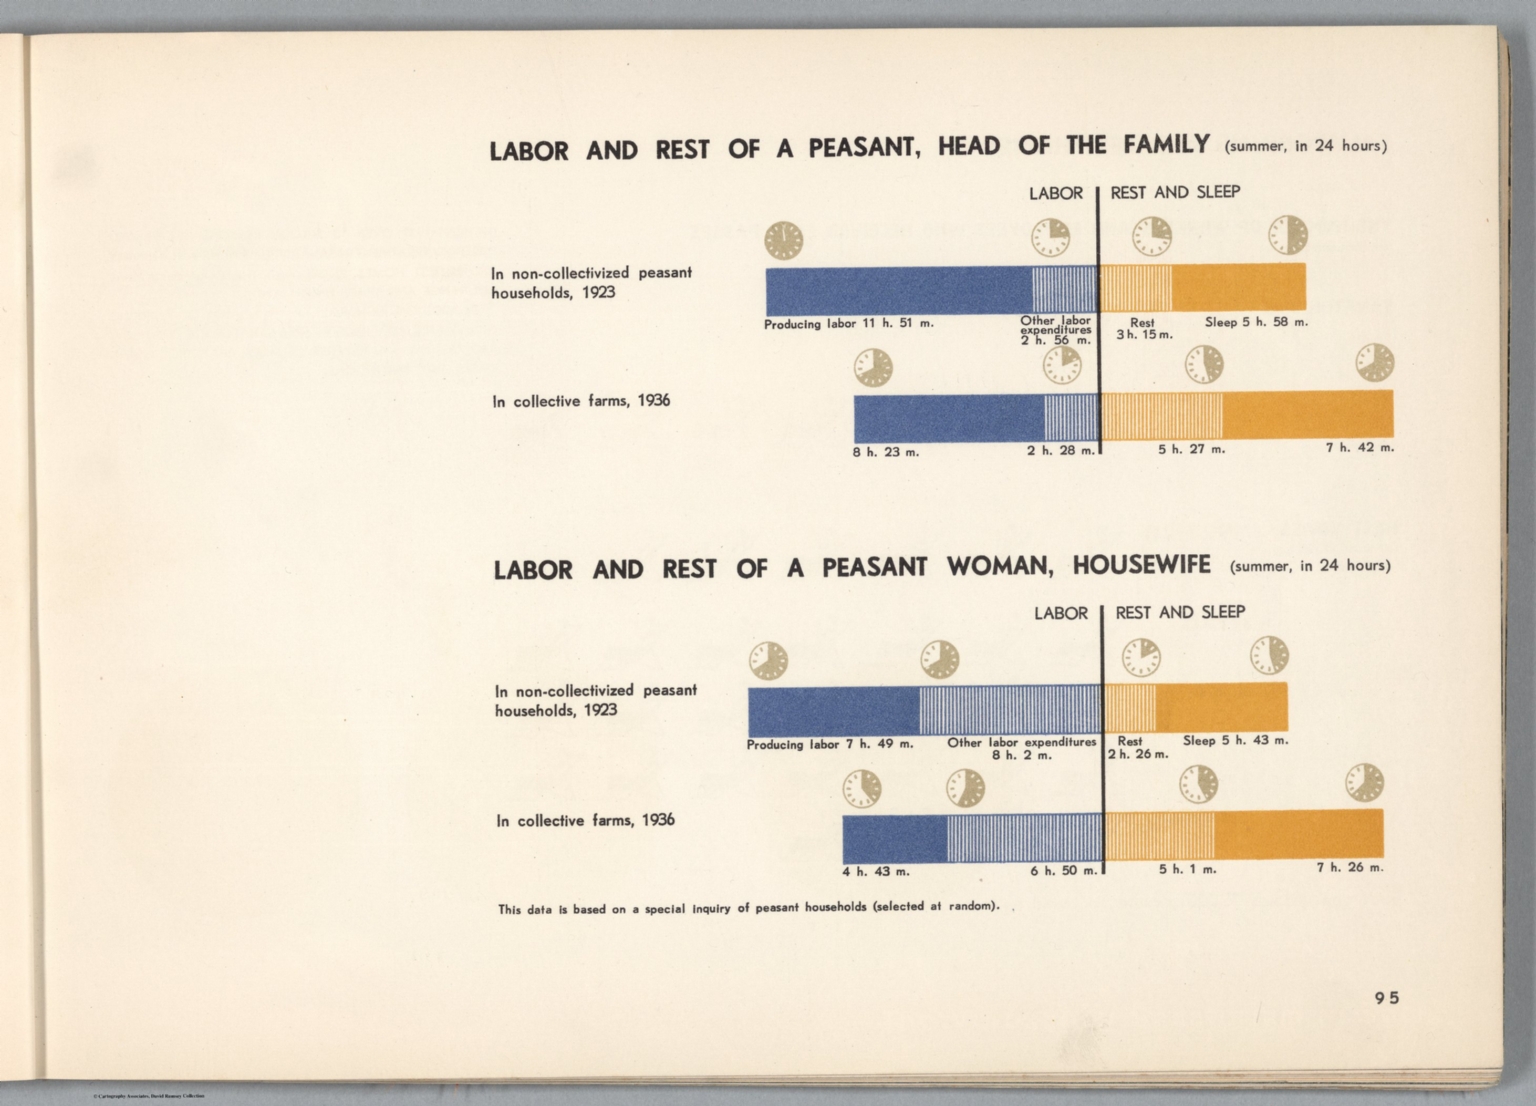 LABOR AND REST OF A PEASANT, HEAD OF THE FAMILY (summer, in 24 hours)
LABOR REST AND SLEEP
In non-collectivized peasant
households, 1923
Producing labor 11 h. 51 m.
Other labor
expenditures
2 h. 56 m.
Rest
3 h. 15 m.
Sleep 5 h. 58 m.
In collective farms, 1936
8 h. 23 m.
2 h. 28 m.
5 h. 27 m.
7 h. 42 m.
LABOR AND REST OF A PEASANT WOMAN, HOUSEWIFE (summer, in 24 hours)
LABOR REST AND SLEEP
In non-collectivized peasant
households, 1923
Producing labor 7 h. 49 m.
Other labor expenditures
8 h. 2 m.
Rest
2 h. 26 m.
Sleep 5 h. 43 m.
In collective farms, 1936
4 h. 43 m.
6 h. 50 m.
5 h. 1 m.
7 h. 26 m.
This data is based on a special inquiry of peasant households (selected at random).
95
© Cartography Associates, David Rumsey Collection